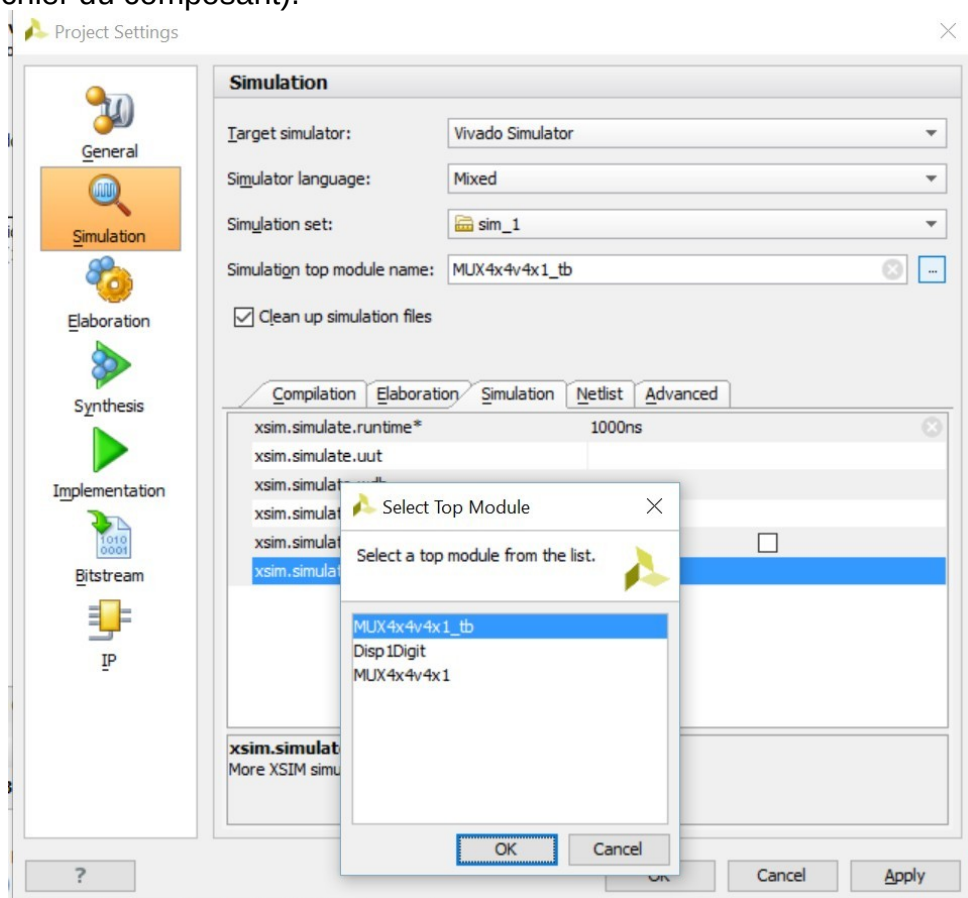 chier du composant).
Project Settings
General
Simulation
Elaboration
Synthesis
Implementation
Bitstream
IP
Simulation
Target simulator: Vivado Simulator
Simulator language: Mixed
Simulation set: sim_1
Simulation top module name: MUX4x4v4x1_tb ...
Clean up simulation files
Compilation Elaboration Simulation Netlist Advanced
xsim.simulate.runtime* 1000ns
xsim.simulate.uut
xsim.simulat
xsim.simulat
xsim.simulat
xsim.simulat
Select Top Module
Select a top module from the list.
MUX4x4v4x1_tb
Disp1Digit
MUX4x4v4x1
OK Cancel
xsim.simulat
More XSIM simu
? OK Cancel Apply